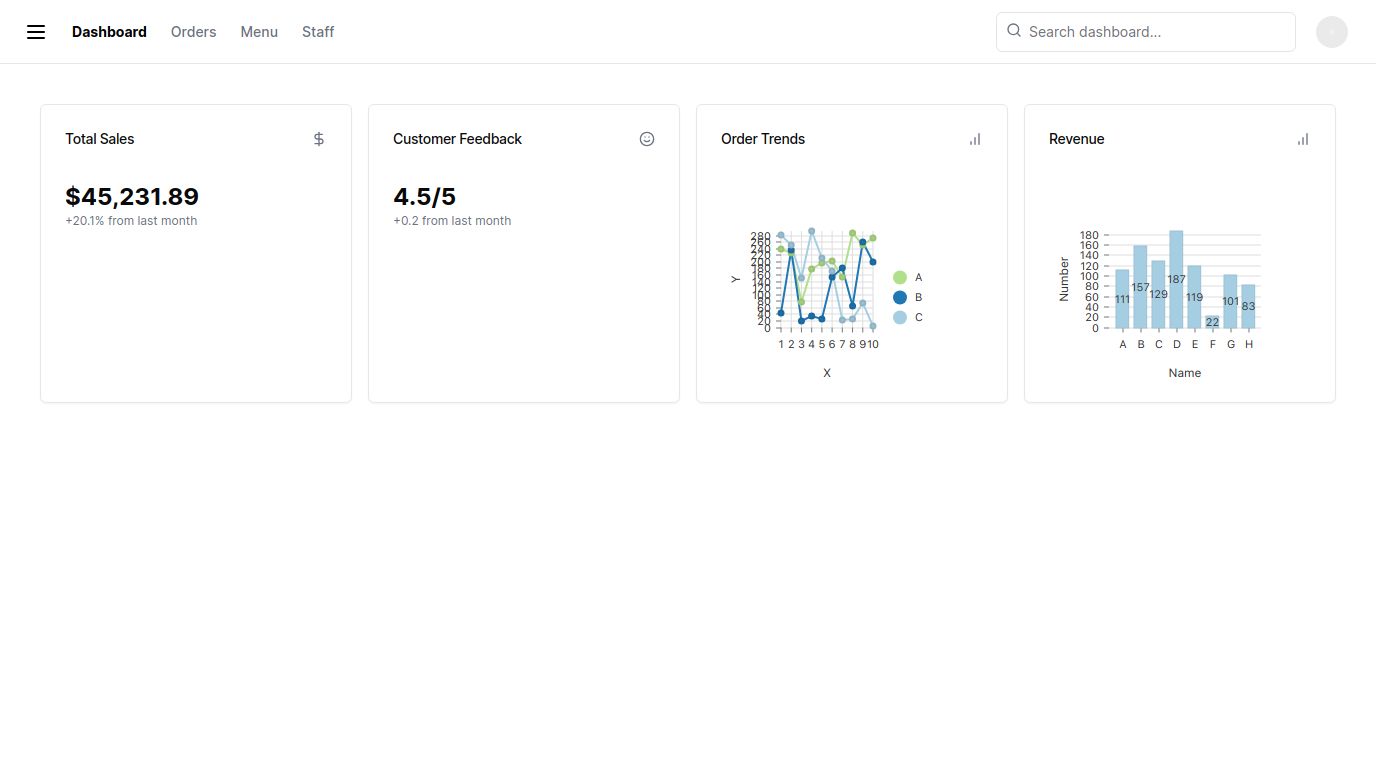 Dashboard Orders Menu Staff Search dashboard...
Total Sales
$45,231.89
+20.1% from last month
Customer Feedback
4.5/5
+0.2 from last month
Order Trends
Y
280
260
240
220
200
180
160
140
120
100
80
60
40
20
0
1 2 3 4 5 6 7 8 9 10
X
A
B
C
Revenue
Number
180
160
140
120
100
80
60
40
20
0
111 157 129 187 119 22 101 83
A B C D E F G H
Name